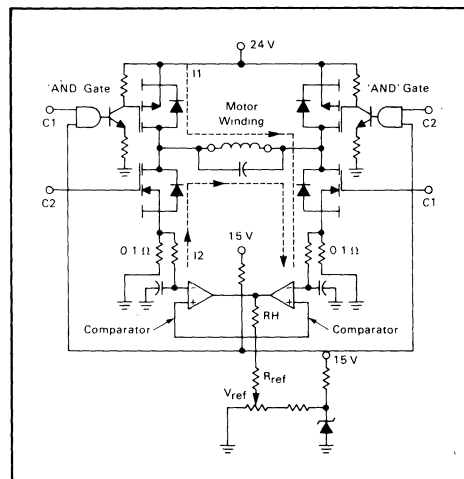 24 V
'AND' Gate
I1
'AND' Gate
C1
Motor
Winding
C2
C2
C1
15 V
0 1 Ω
I2
0 1 Ω
Comparator
RH
Comparator
15 V
Rref
Vref